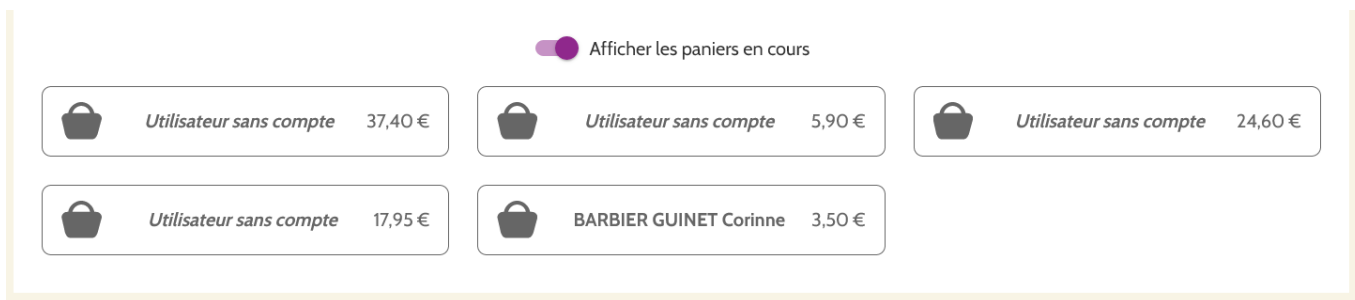 Afficher les paniers en cours
Utilisateur sans compte 37,40 €
Utilisateur sans compte 5,90 €
Utilisateur sans compte 24,60 €
Utilisateur sans compte 17,95 €
BARBIER GUINET Corinne 3,50 €